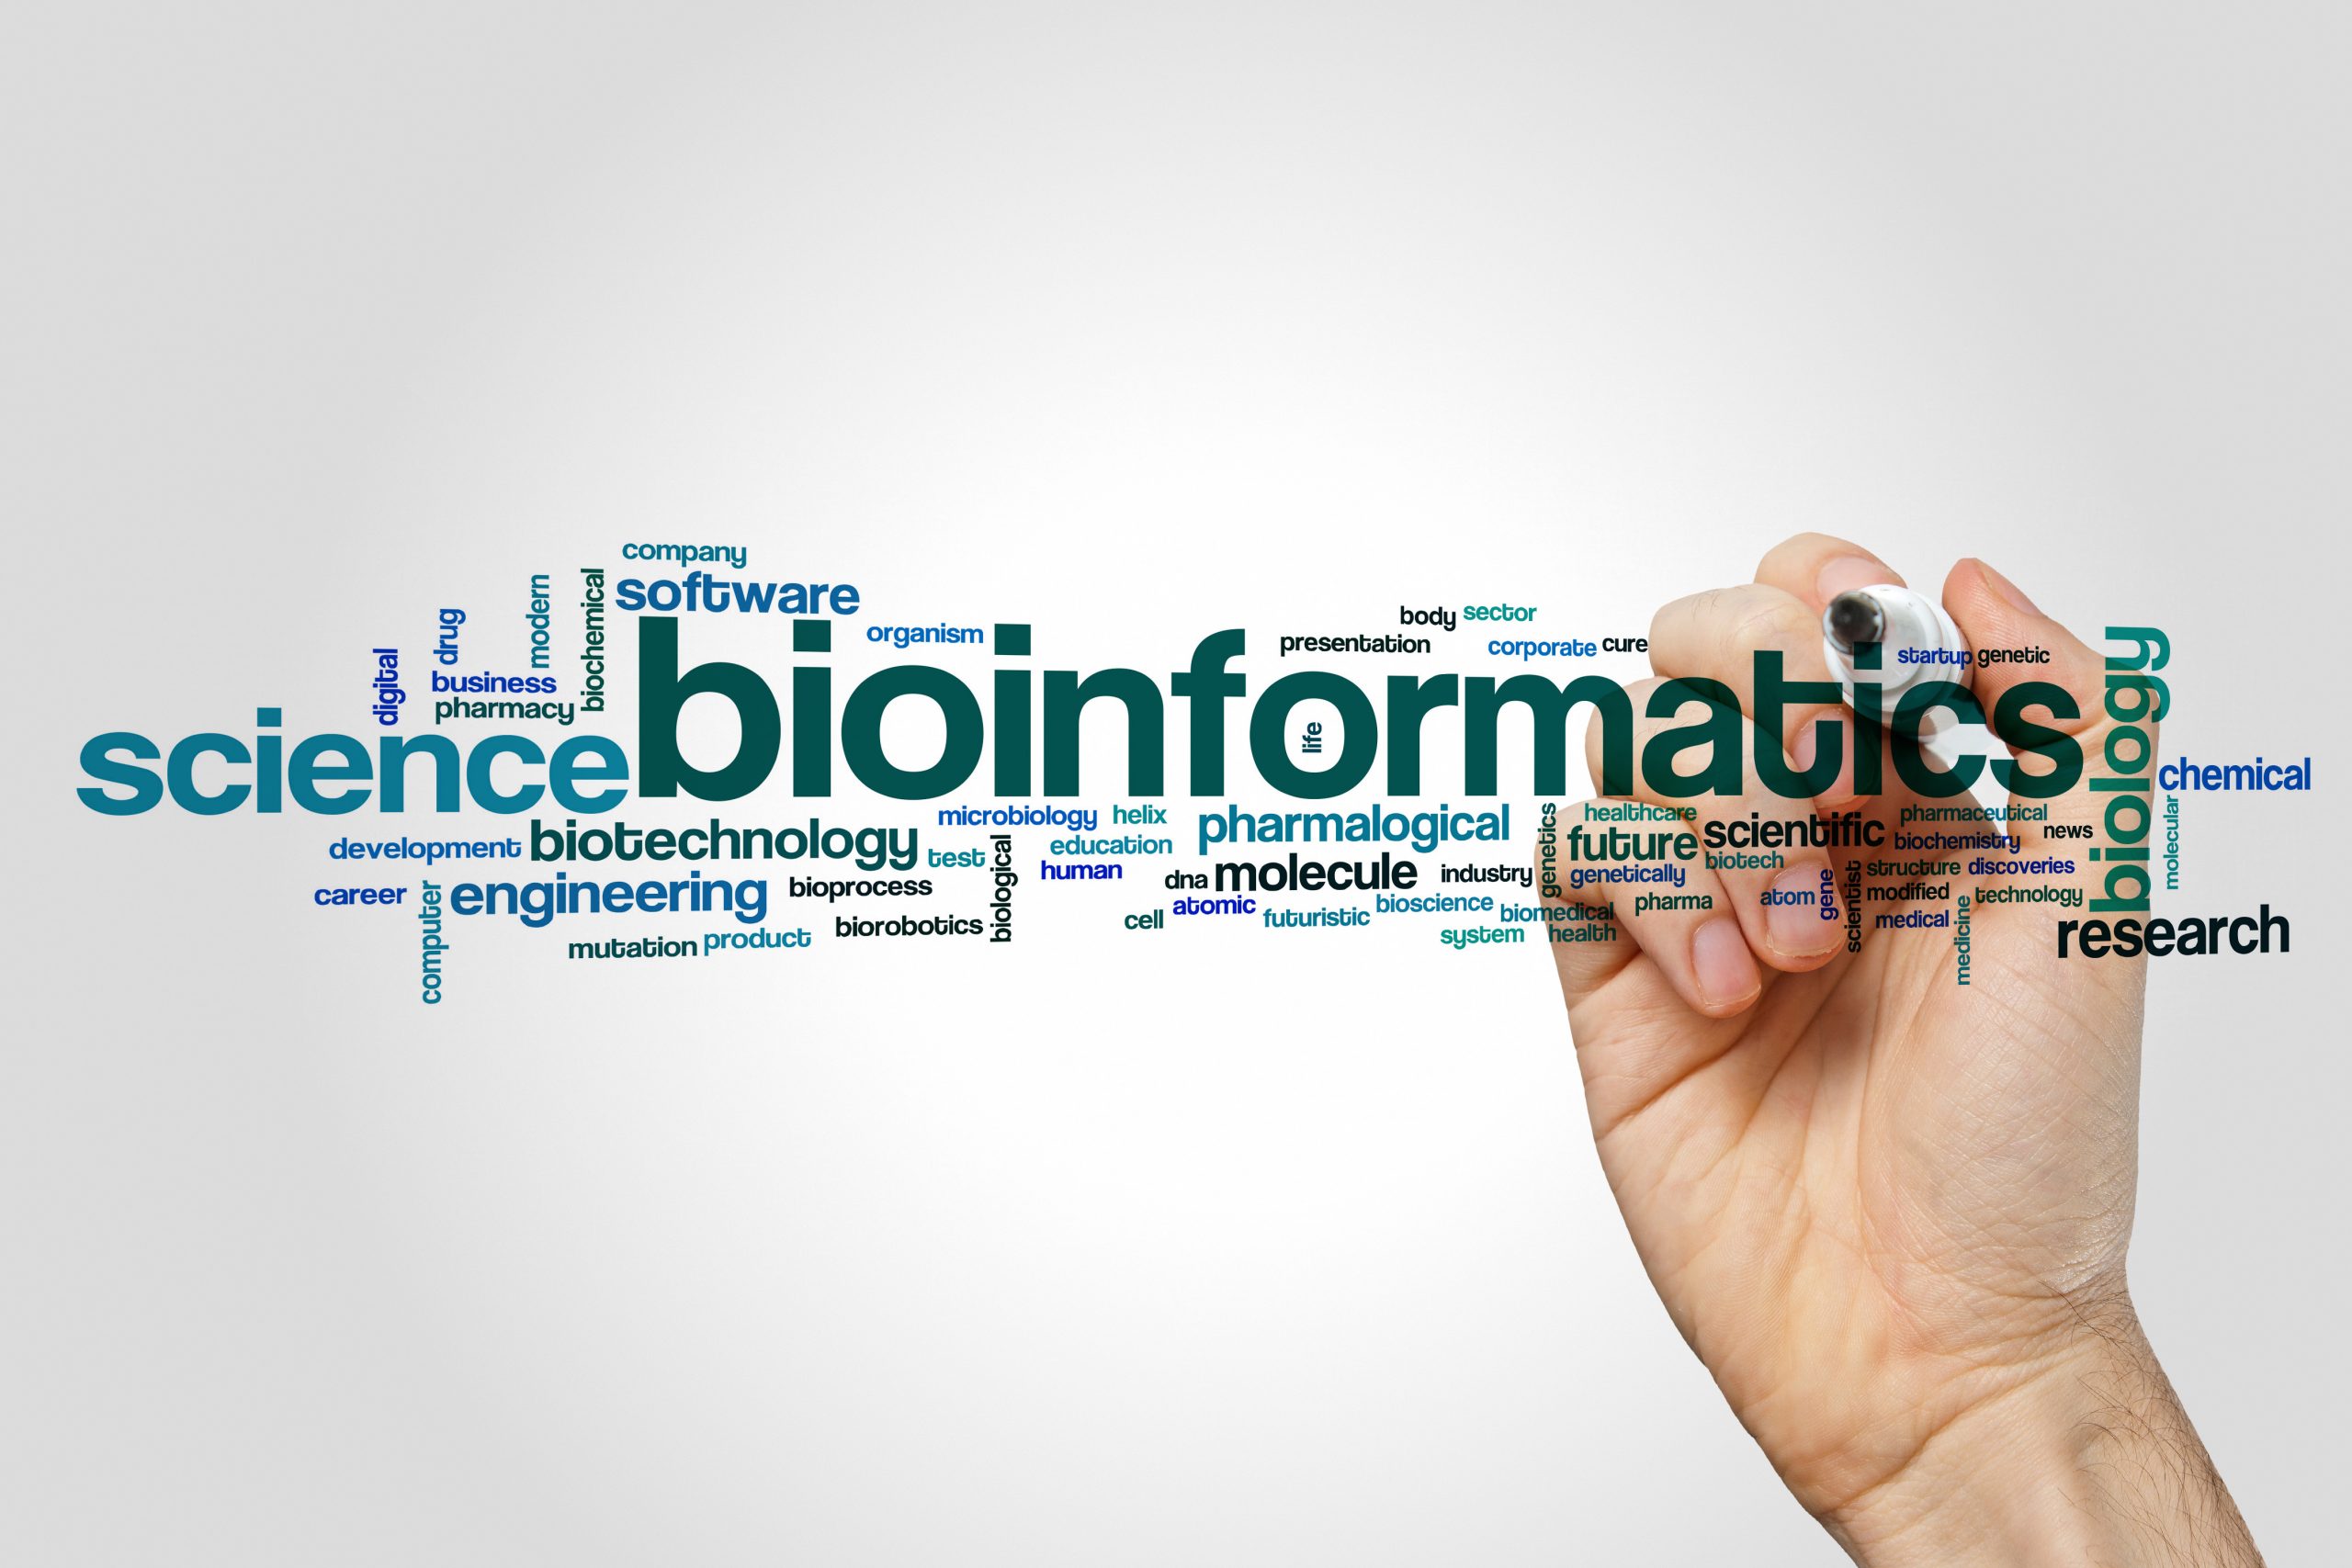 company
software
drug
modern
biochemical
digital
business
pharmacy
organism
body sector
presentation
corporate cure
startup genetic
science
bioinformatics
life
biology
chemical
molecular
microbiology helix
pharmalogical
genetics
healthcare
pharmaceutical
development
biotechnology
test
biological
education
future
scientific
biochemistry
news
human
dna
molecule
industry
genetically
biotech
scientist
structure discoveries
career
computer
engineering
bioprocess
atomic
bioscience
pharma
atom
gene
modified
technology
biorobotics
cell
futuristic
biomedical
medical
medicine
research
mutation product
system
health